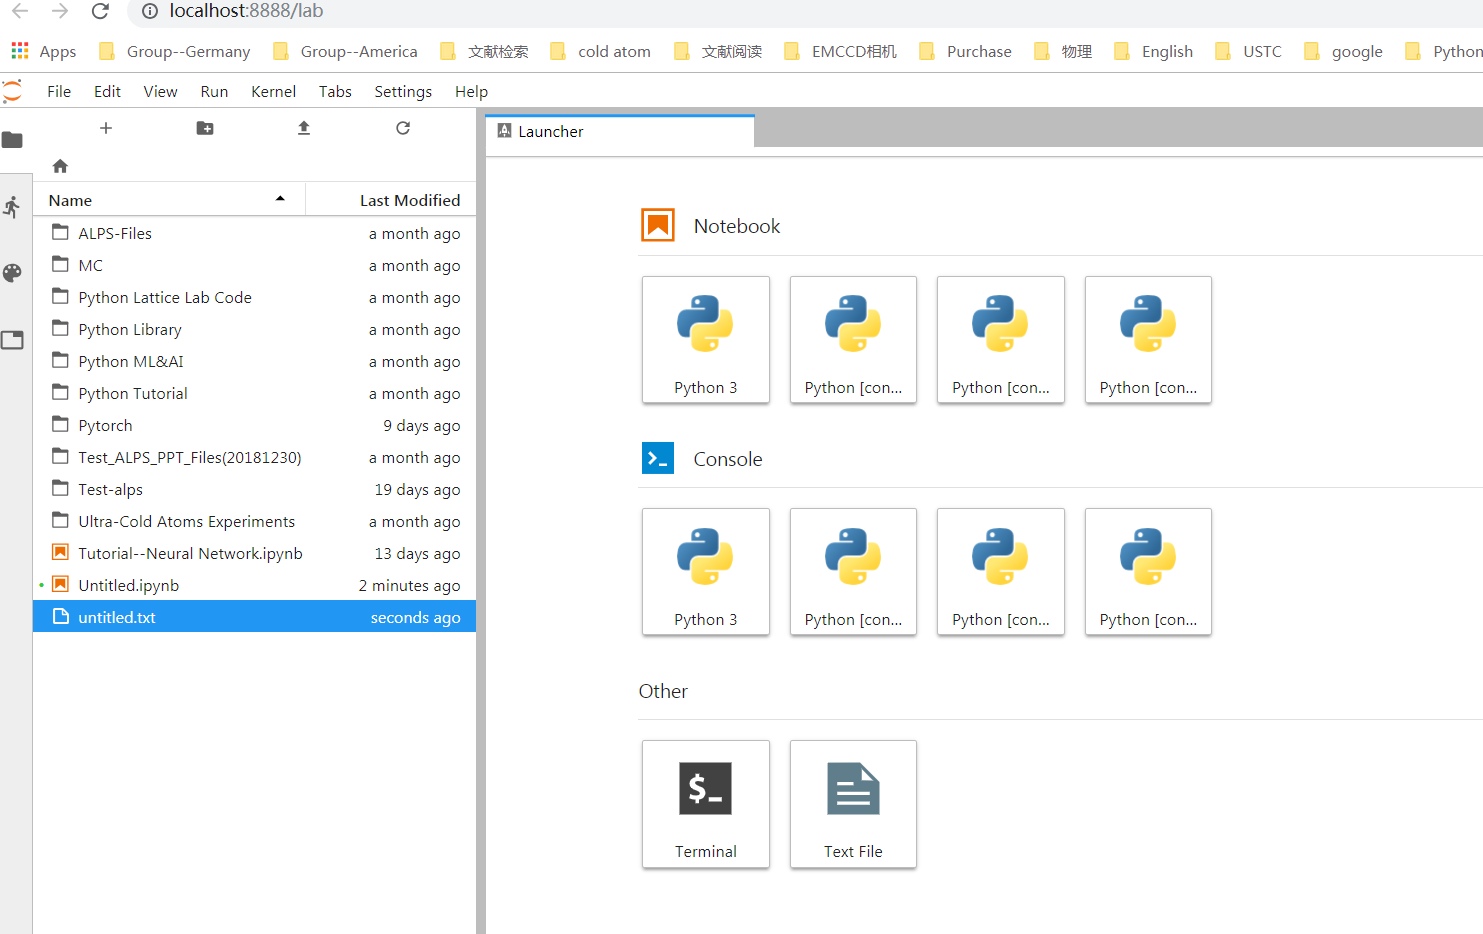 localhost:8888/lab
Apps Group--Germany Group--America 文献检索 cold atom 文献阅读 EMCCD相机 Purchase 物理 English USTC google Python
File Edit View Run Kernel Tabs Settings Help
Launcher
Name Last Modified
ALPS-Files a month ago
MC a month ago
Python Lattice Lab Code a month ago
Python Library a month ago
Python ML&AI a month ago
Python Tutorial a month ago
Pytorch 9 days ago
Test_ALPS_PPT_Files(20181230) a month ago
Test-alps 19 days ago
Ultra-Cold Atoms Experiments a month ago
Tutorial--Neural Network.ipynb 13 days ago
Untitled.ipynb 2 minutes ago
untitled.txt seconds ago
Notebook
Python 3 Python [con... Python [con... Python [con...
Console
Python 3 Python [con... Python [con... Python [con...
Other
$_
Terminal Text File